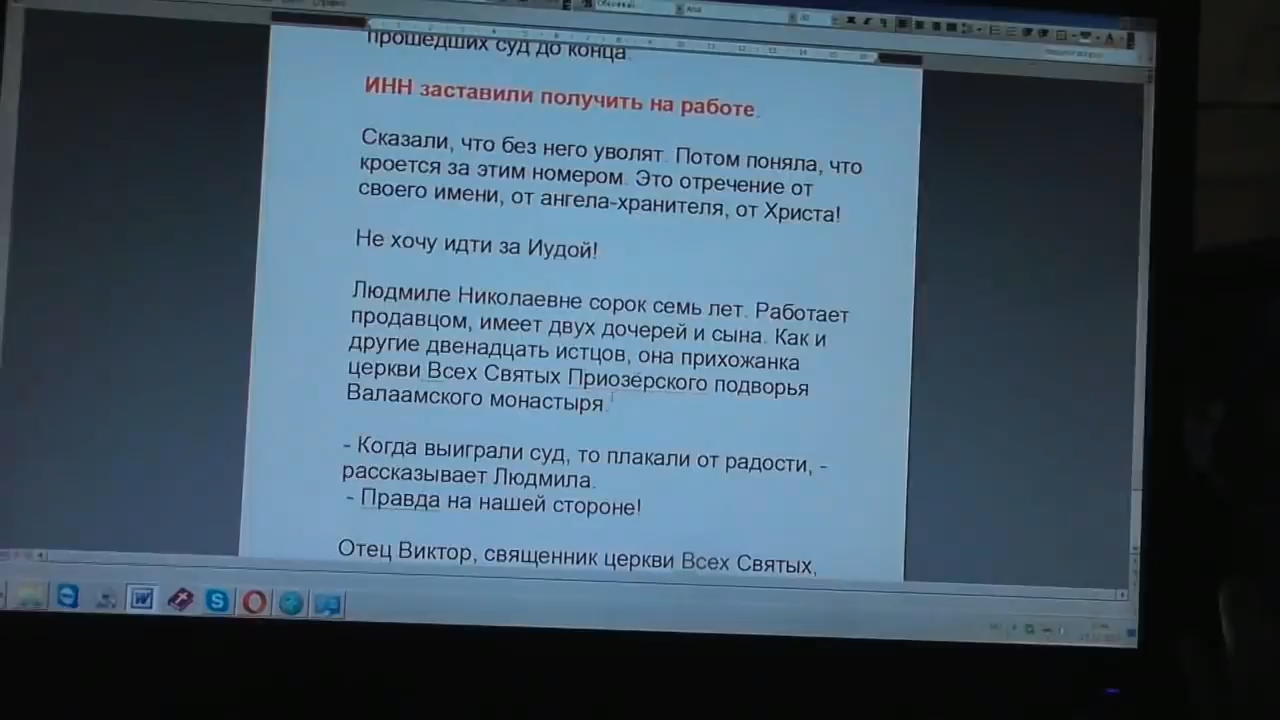 прошедших суд до конца.
ИНН заставили получить на работе.
Сказали, что без него уволят. Потом поняла, что
кроется за этим номером. Это отречение от
своего имени, от ангела-хранителя, от Христа!
Не хочу идти за Иудой!
Людмиле Николаевне сорок семь лет. Работает
продавцом, имеет двух дочерей и сына. Как и
другие двенадцать истцов, она прихожанка
церкви Всех Святых Приозёрского подворья
Валаамского монастыря.
- Когда выиграли суд, то плакали от радости, -
рассказывает Людмила.
- Правда на нашей стороне!
Отец Виктор, священник церкви Всех Святых,